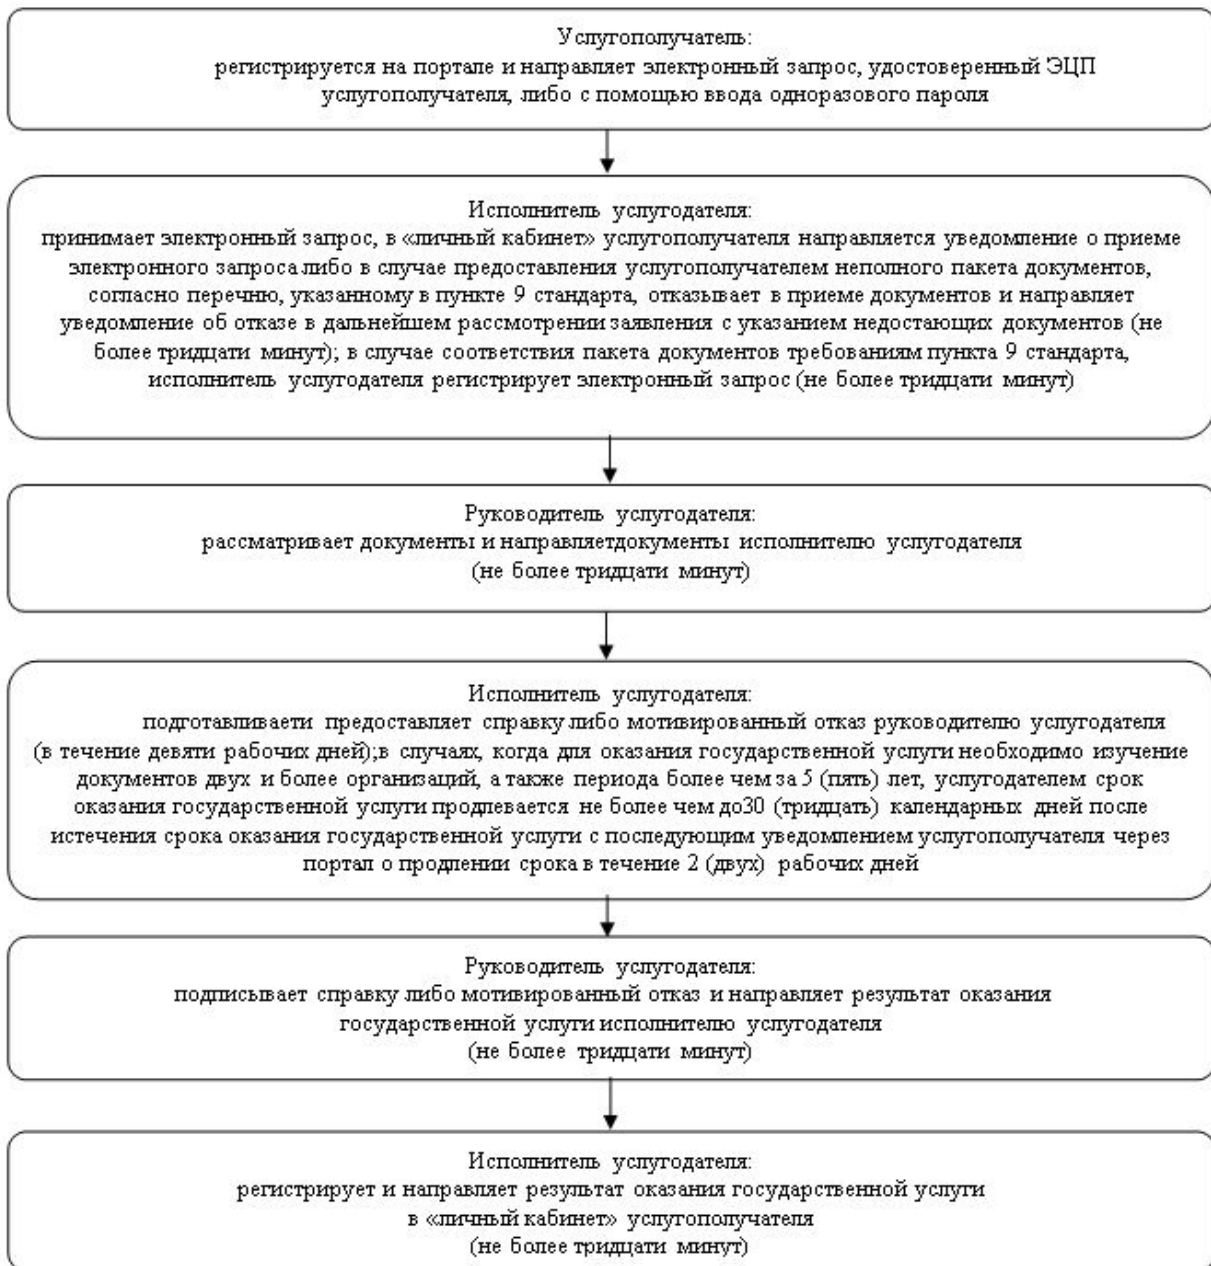 Услугополучатель:
регистрируется на портале и направляет электронный запрос, удостоверенный ЭЦП
услугополучателя, либо с помощью ввода одноразового пароля
Исполнитель услугодателя:
принимает электронный запрос, в «личный кабинет» услугополучателя направляется уведомление о приеме
электронного запроса либо в случае предоставления услугополучателем неполного пакета документов,
согласно перечню, указанному в пункте 9 стандарта, отказывает в приеме документов и направляет
уведомление об отказе в дальнейшем рассмотрении заявления с указанием недостающих документов (не
более тридцати минут); в случае соответствия пакета документов требованиям пункта 9 стандарта,
исполнитель услугодателя регистрирует электронный запрос (не более тридцати минут)
Руководитель услугодателя:
рассматривает документы и направляетдокументы исполнителю услугодателя
(не более тридцати минут)
Исполнитель услугодателя:
подготавливаети предоставляет справку либо мотивированный отказ руководителю услугодателя
(в течение девяти рабочих дней);в случаях, когда для оказания государственной услуги необходимо изучение
документов двух и более организаций, а также периода более чем за 5 (пять) лет, услугодателем срок
оказания государственной услуги продлевается не более чем до30 (тридцать) календарных дней после
истечения срока оказания государственной услуги с последующим уведомлением услугополучателя через
портал о продлении срока в течение 2 (двух) рабочих дней
Руководитель услугодателя:
подписывает справку либо мотивированный отказ и направляет результат оказания
государственной услуги исполнителю услугодателя
(не более тридцати минут)
Исполнитель услугодателя:
регистрирует и направляет результат оказания государственной услуги
в «личный кабинет» услугополучателя
(не более тридцати минут)